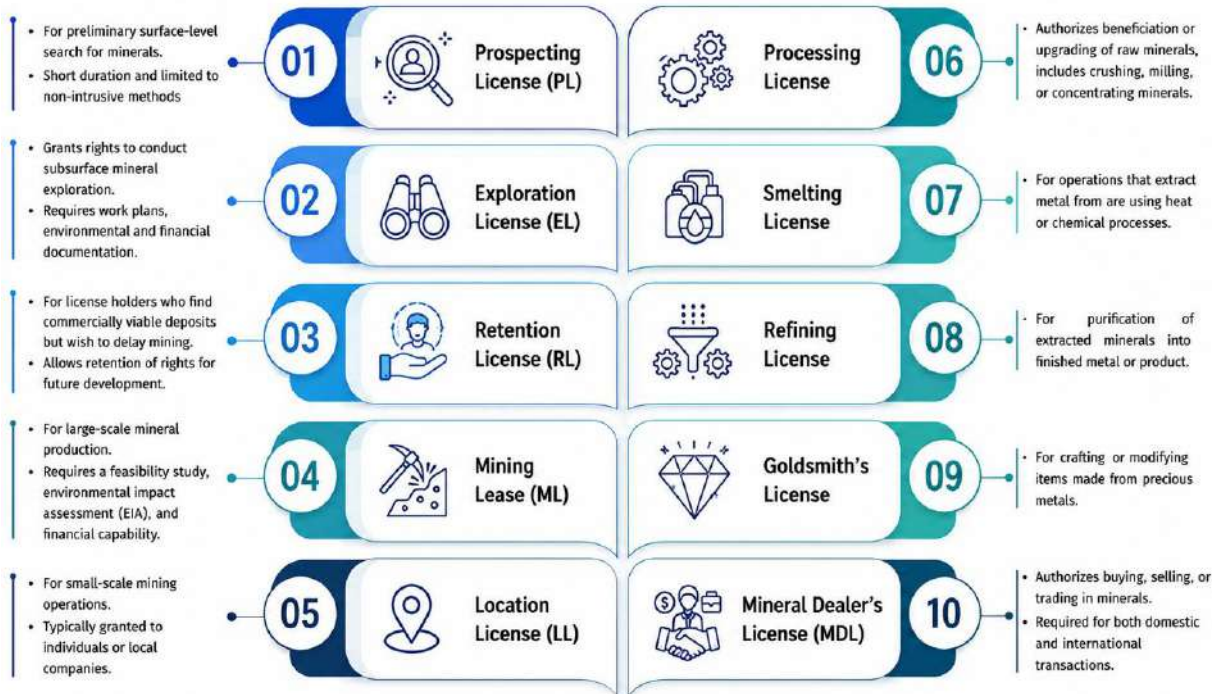 • For preliminary surface-level
search for minerals.
• Short duration and limited to
non-intrusive methods
01
Prospecting
License (PL)
• Grants rights to conduct
subsurface mineral
exploration.
• Requires work plans,
environmental and financial
documentation.
02
Exploration
License (EL)
• For license holders who find
commercially viable deposits
but wish to delay mining.
• Allows retention of rights for
future development.
03
Retention
License (RL)
• For large-scale mineral
production.
• Requires a feasibility study,
environmental impact
assessment (EIA), and
financial capability.
04
Mining
Lease (ML)
• For small-scale mining
operations.
• Typically granted to
individuals or local
companies.
05
Location
License (LL)
Processing
License
06
• Authorizes beneficiation or
upgrading of raw minerals,
includes crushing, milling,
or concentrating minerals.
Smelting
License
07
• For operations that extract
metal from are using heat
or chemical processes.
Refining
License
08
• For purification of
extracted minerals into
finished metal or product.
Goldsmith's
License
09
• For crafting or modifying
items made from precious
metals.
$
Mineral Dealer's
License (MDL)
10
• Authorizes buying, selling, or
trading in minerals.
• Required for both domestic
and international
transactions.